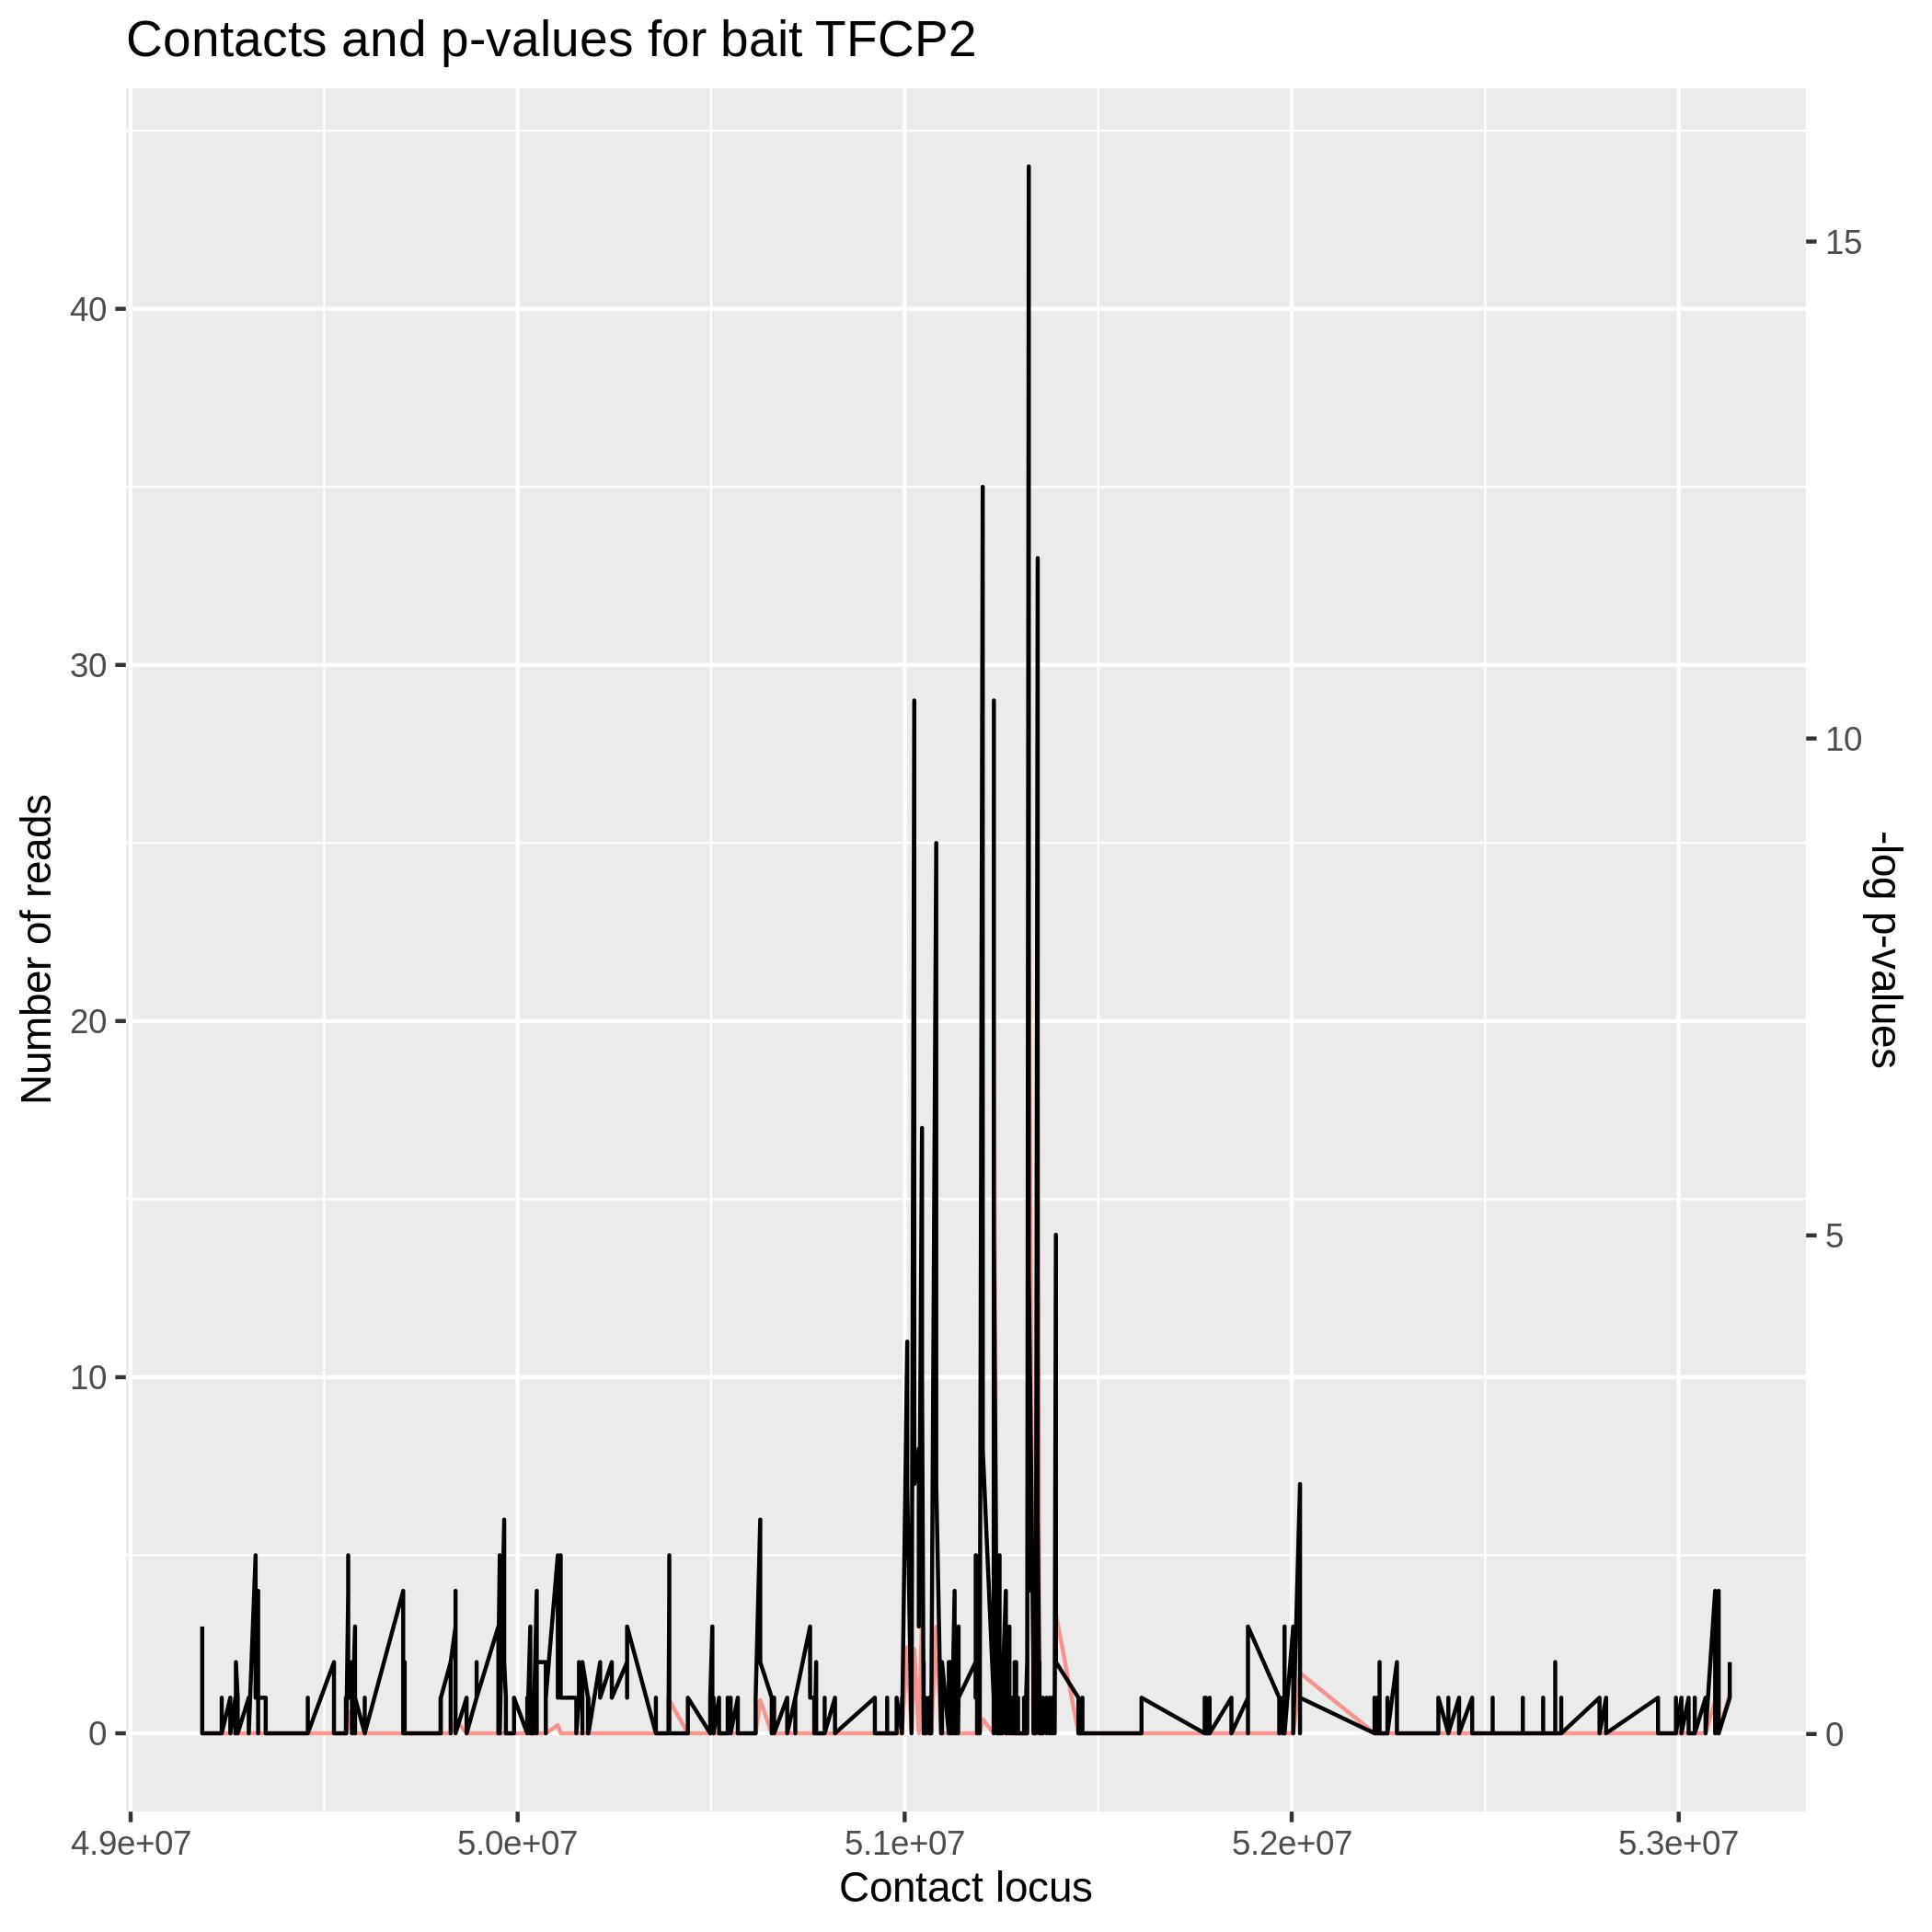 Contacts and p-values for bait TFCP2
40
30
20
10
0
Number of reads
15
10
5
0
-log p-values
4.9e+07 5.0e+07 5.1e+07 5.2e+07 5.3e+07
Contact locus